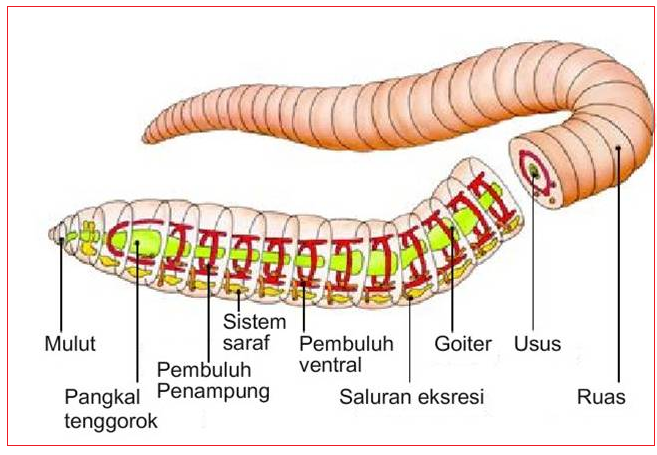 Mulut
Pangkal
tenggorok
Pembuluh
Penampung
Sistem
saraf
Pembuluh
ventral
Saluran eksresi
Goiter
Usus
Ruas